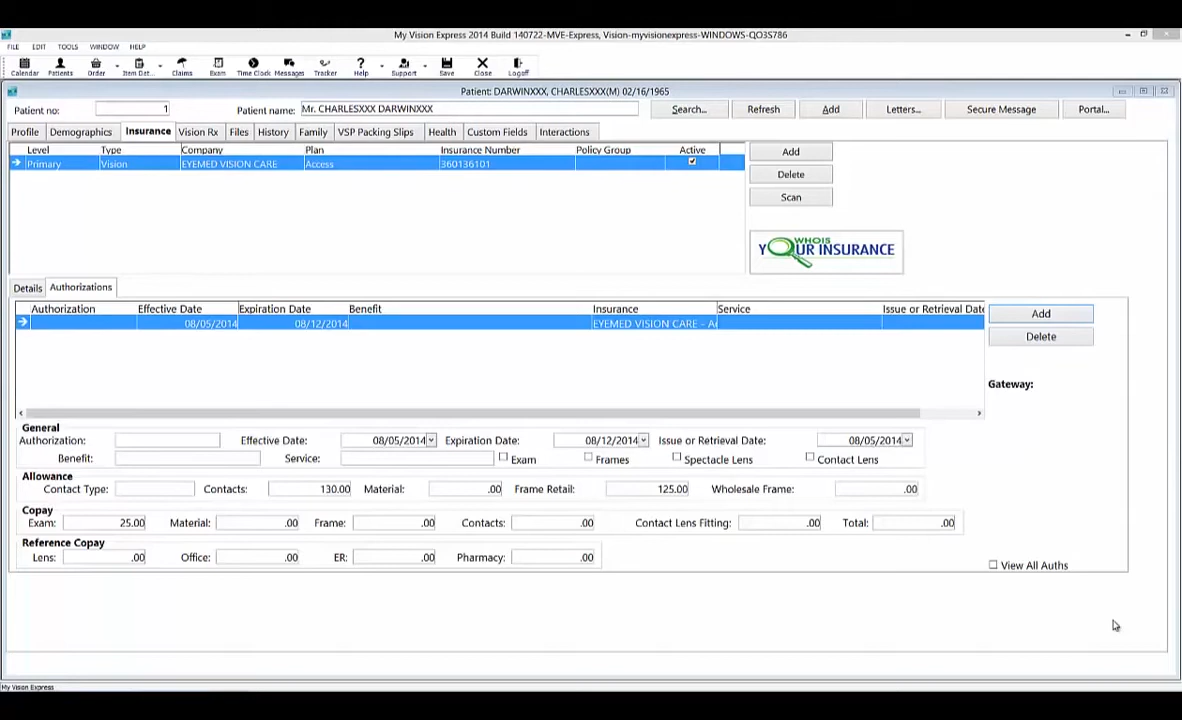 My Vision Express 2014 Build 140722-MVE-Express, Vision-myvisionexpress-WINDOWS-QO3S786
FILE EDIT TOOLS WINDOW HELP
Calendar Patients Order Item Det... Claims Exam Time Clock Messages Tracker Help Support Save Close Logoff
Patient: DARWINXXX, CHARLESXXX(M) 02/16/1965
Patient no: 1 Patient name: Mr. CHARLESXXX DARWINXXX Search... Refresh Add Letters... Secure Message Portal...
Profile Demographics Insurance Vision Rx Files History Family VSP Packing Slips Health Custom Fields Interactions
Level Type Company Plan Insurance Number Policy Group Active Add
Primary Vision EYEMED VISION CARE Access 360136101
Delete
Scan
WHOIS
YOUR INSURANCE
Details Authorizations
Authorization Effective Date Expiration Date Benefit Insurance Service Issue or Retrieval Date Add
08/05/2014 08/12/2014 EYEMED VISION CARE - A
Delete
Gateway:
General
Authorization: Effective Date: 08/05/2014 Expiration Date: 08/12/2014 Issue or Retrieval Date: 08/05/2014
Benefit: Service: Exam Frames Spectacle Lens Contact Lens
Allowance
Contact Type: Contacts: 130.00 Material: .00 Frame Retail: 125.00 Wholesale Frame: .00
Copay
Exam: 25.00 Material: .00 Frame: .00 Contacts: .00 Contact Lens Fitting: .00 Total: .00
Reference Copay
Lens: .00 Office: .00 ER: .00 Pharmacy: .00
View All Auths
My Vision Express